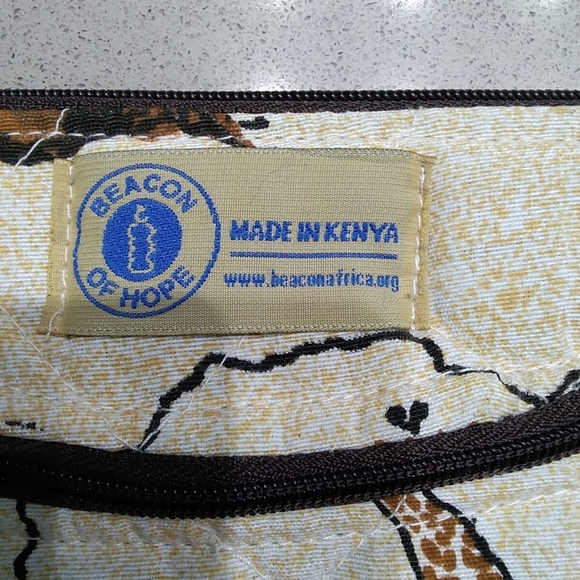 BEACON
OF HOPE
MADE IN KENYA
www.beaconafrica.org